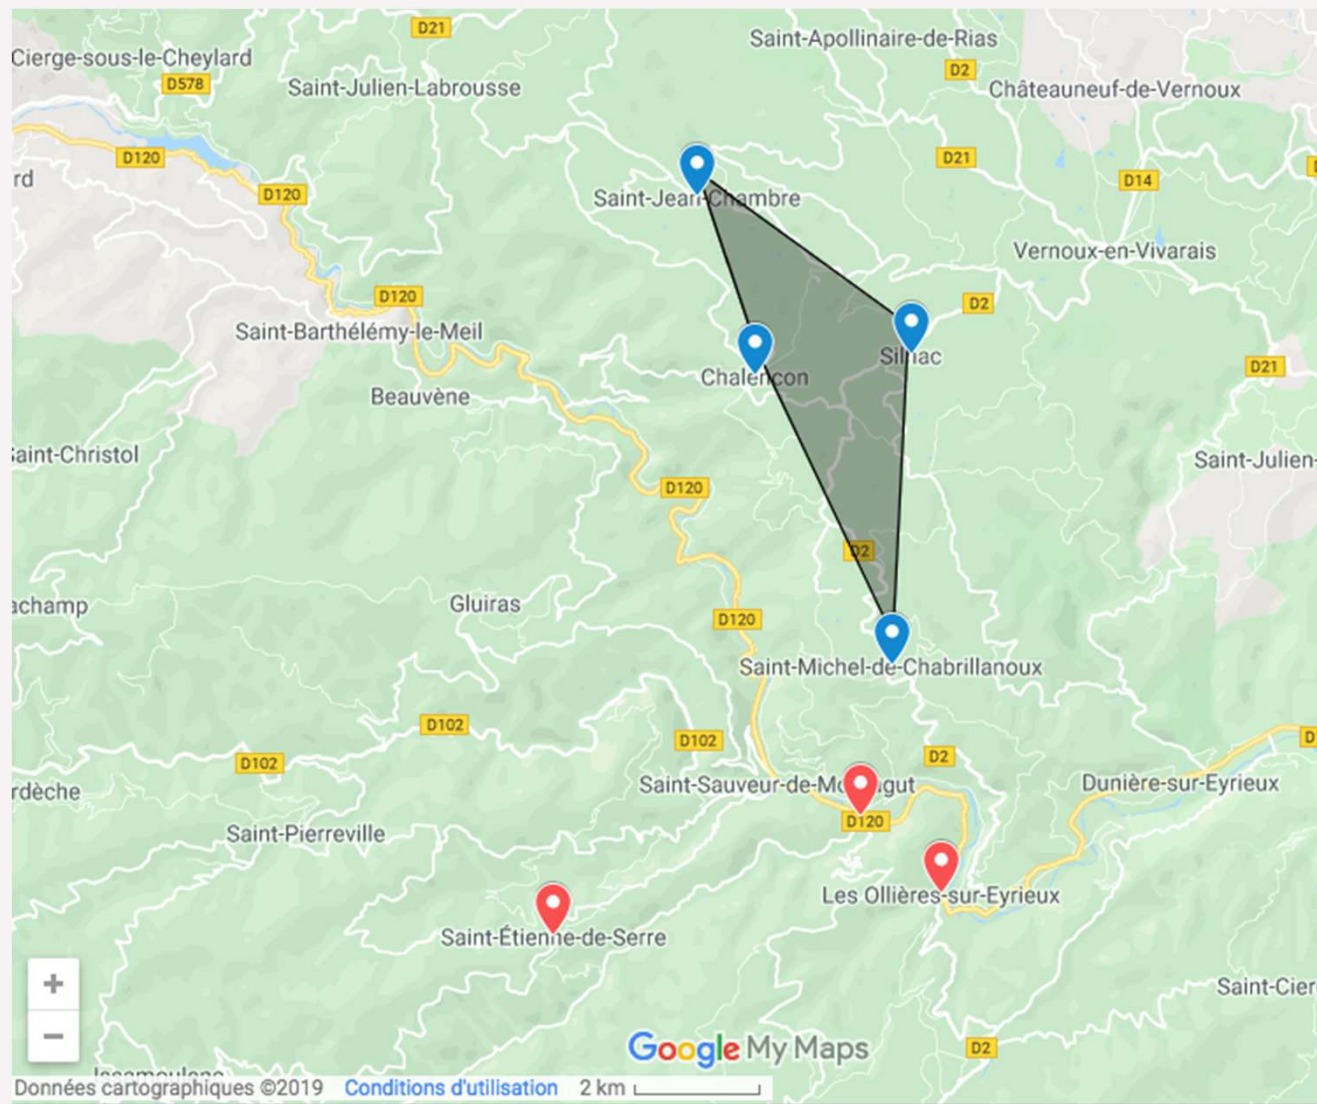 D21
Saint-Apollinaire-de-Rias
Cierge-sous-le-Cheylard
D2
D578
Saint-Julien-Labrousse
Châteauneuf-de-Vernoux
D120
D21
rd
D120
D14
Saint-Jean-Chambre
Vernoux-en-Vivarais
D120
D2
Saint-Barthélémy-le-Meil
Silhac
D21
Chalencon
Beauvène
Saint-Christol
Saint-Julien-
D120
D2
achamp
Gluiras
D120
Saint-Michel-de-Chabrillanoux
D102
D102
D
D2
D102
Saint-Sauveur-de-Montagut
Dunière-sur-Eyrieux
rdèche
D120
Saint-Pierreville
Les Ollières-sur-Eyrieux
Saint-Étienne-de-Serre
+
Saint-Cier
−
Google My Maps
D2
Données cartographiques ©2019 Conditions d'utilisation 2 km